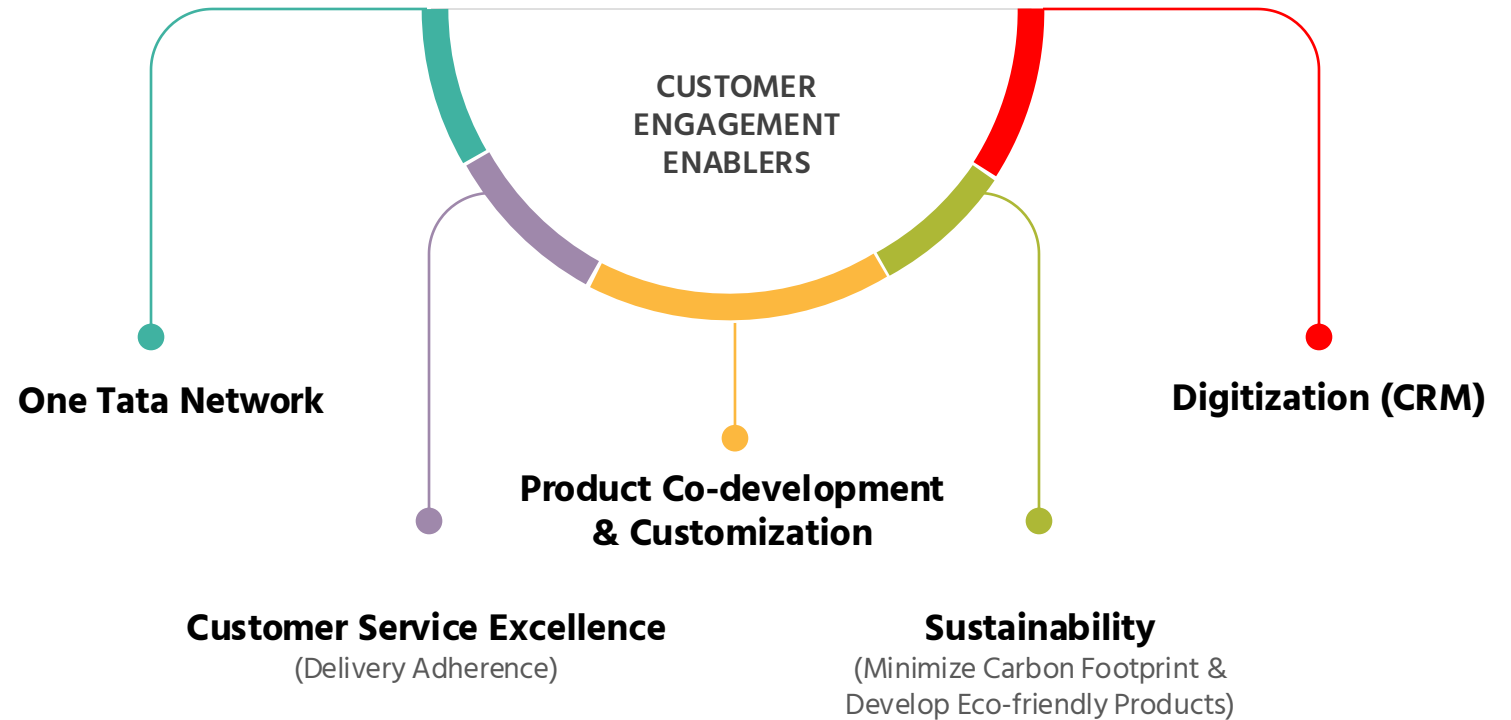 CUSTOMER
ENGAGEMENT
ENABLERS
One Tata Network
Digitization (CRM)
Product Co-development
& Customization
Customer Service Excellence
(Delivery Adherence)
Sustainability
(Minimize Carbon Footprint &
Develop Eco-friendly Products)